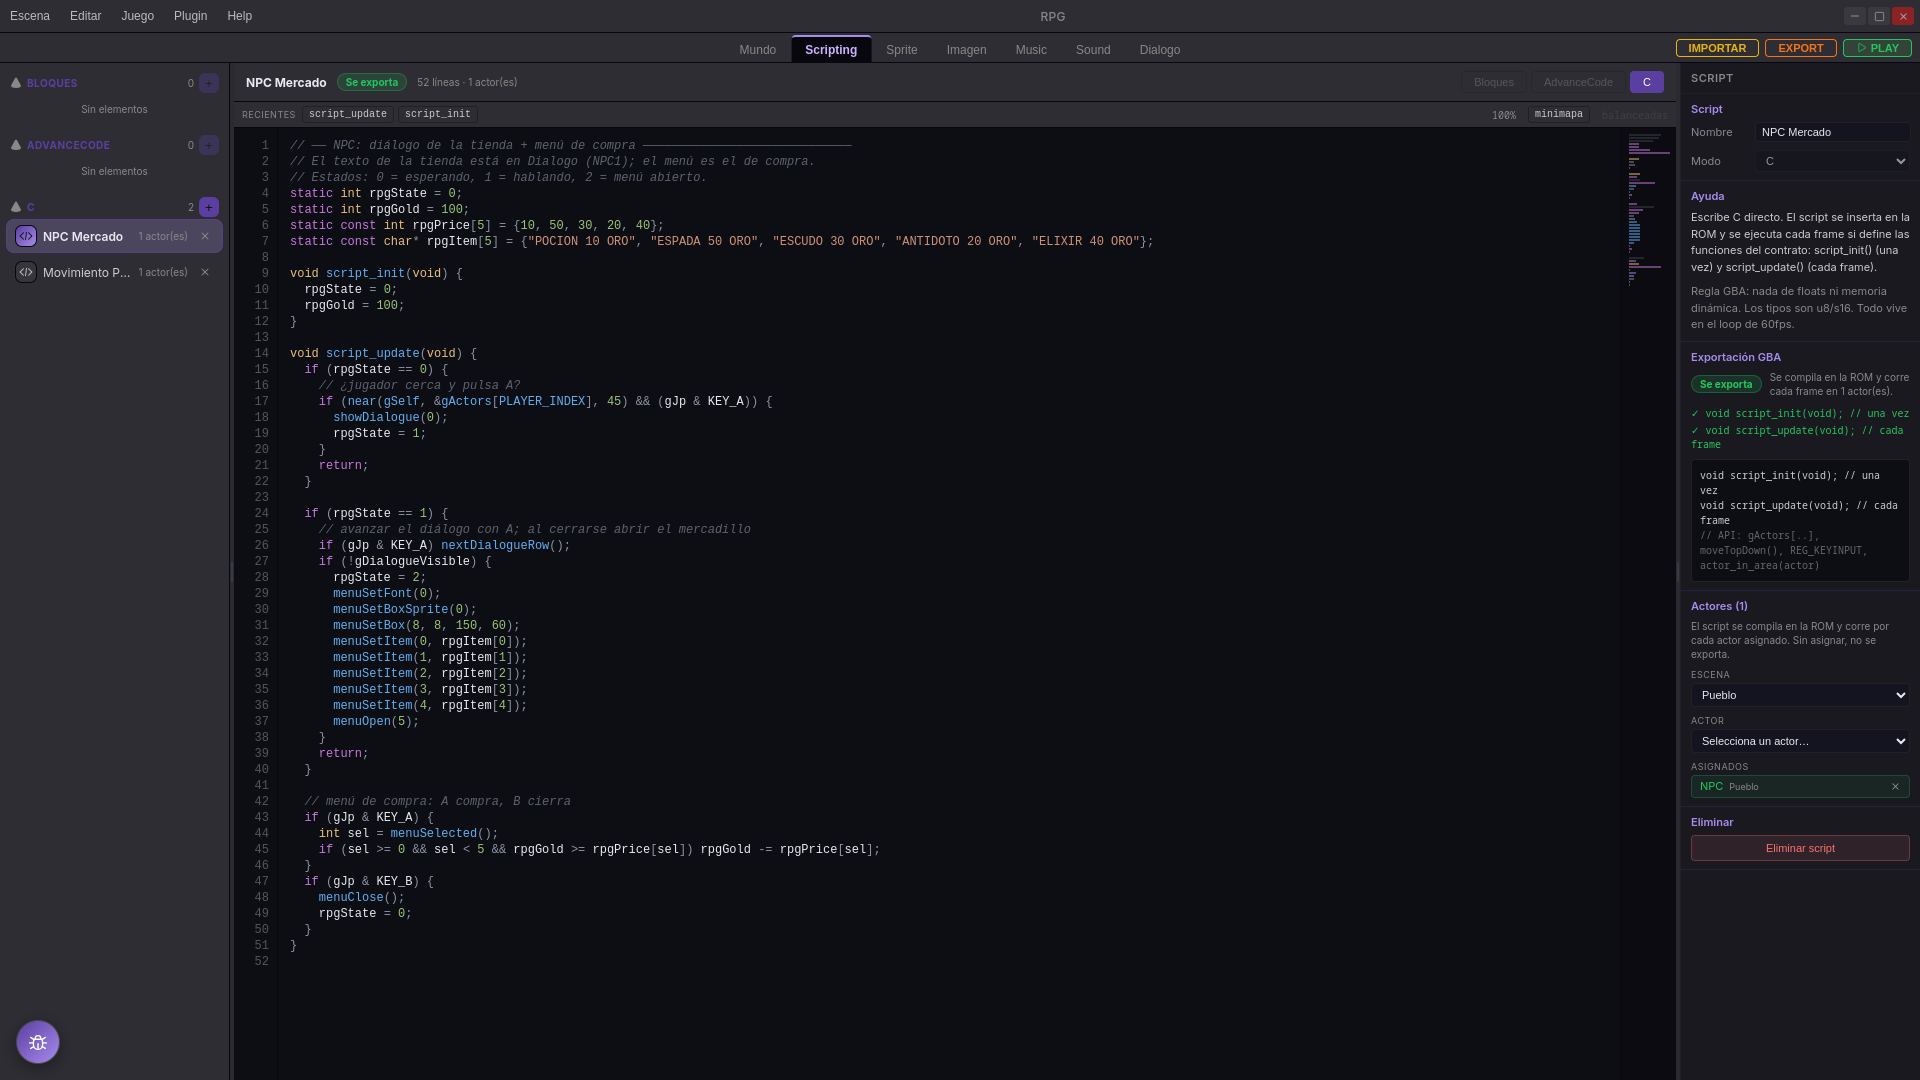 Escena Editar Juego Plugin Help
RPG
Mundo Scripting Sprite Imagen Music Sound Dialogo
IMPORTAR EXPORT PLAY
BLOQUES 0 +
Sin elementos
ADVANCECODE 0 +
Sin elementos
C 2 +
NPC Mercado 1 actor(es) ×
Movimiento P... 1 actor(es) ×
NPC Mercado Se exporta 52 líneas · 1 actor(es)
Bloques AdvanceCode C
RECIENTES script_update script_init
100% minimapa balanceadas
1 // —— NPC: diálogo de la tienda + menú de compra —————————————————————————————
2 // El texto de la tienda está en Dialogo (NPC1); el menú es el de compra.
3 // Estados: 0 = esperando, 1 = hablando, 2 = menú abierto.
4 static int rpgState = 0;
5 static int rpgGold = 100;
6 static const int rpgPrice[5] = {10, 50, 30, 20, 40};
7 static const char* rpgItem[5] = {"POCION 10 ORO", "ESPADA 50 ORO", "ESCUDO 30 ORO", "ANTIDOTO 20 ORO", "ELIXIR 40 ORO"};
8
9 void script_init(void) {
10   rpgState = 0;
11   rpgGold = 100;
12 }
13
14 void script_update(void) {
15   if (rpgState == 0) {
16     // ¿jugador cerca y pulsa A?
17     if (near(gSelf, &gActors[PLAYER_INDEX], 45) && (gJp & KEY_A)) {
18       showDialogue(0);
19       rpgState = 1;
20     }
21     return;
22   }
23
24   if (rpgState == 1) {
25     // avanzar el diálogo con A; al cerrarse abrir el mercadillo
26     if (gJp & KEY_A) nextDialogueRow();
27     if (!gDialogueVisible) {
28       rpgState = 2;
29       menuSetFont(0);
30       menuSetBoxSprite(0);
31       menuSetBox(8, 8, 150, 60);
32       menuSetItem(0, rpgItem[0]);
33       menuSetItem(1, rpgItem[1]);
34       menuSetItem(2, rpgItem[2]);
35       menuSetItem(3, rpgItem[3]);
36       menuSetItem(4, rpgItem[4]);
37       menuOpen(5);
38     }
39     return;
40   }
41
42   // menú de compra: A compra, B cierra
43   if (gJp & KEY_A) {
44     int sel = menuSelected();
45     if (sel >= 0 && sel < 5 && rpgGold >= rpgPrice[sel]) rpgGold -= rpgPrice[sel];
46   }
47   if (gJp & KEY_B) {
48     menuClose();
49     rpgState = 0;
50   }
51 }
52
SCRIPT
Script
Nombre NPC Mercado
Modo C
Ayuda
Escribe C directo. El script se inserta en la
ROM y se ejecuta cada frame si define las
funciones del contrato: script_init() (una
vez) y script_update() (cada frame).
Regla GBA: nada de floats ni memoria
dinámica. Los tipos son u8/s16. Todo vive
en el loop de 60fps.
Exportación GBA
Se exporta Se compila en la ROM y corre
cada frame en 1 actor(es).
✓ void script_init(void); // una vez
✓ void script_update(void); // cada
frame
void script_init(void); // una
vez
void script_update(void); // cada
frame
// API: gActors[..],
moveTopDown(), REG_KEYINPUT,
actor_in_area(actor)
Actores (1)
El script se compila en la ROM y corre por
cada actor asignado. Sin asignar, no se
exporta.
ESCENA
Pueblo
ACTOR
Selecciona un actor…
ASIGNADOS
NPC Pueblo ×
Eliminar
Eliminar script